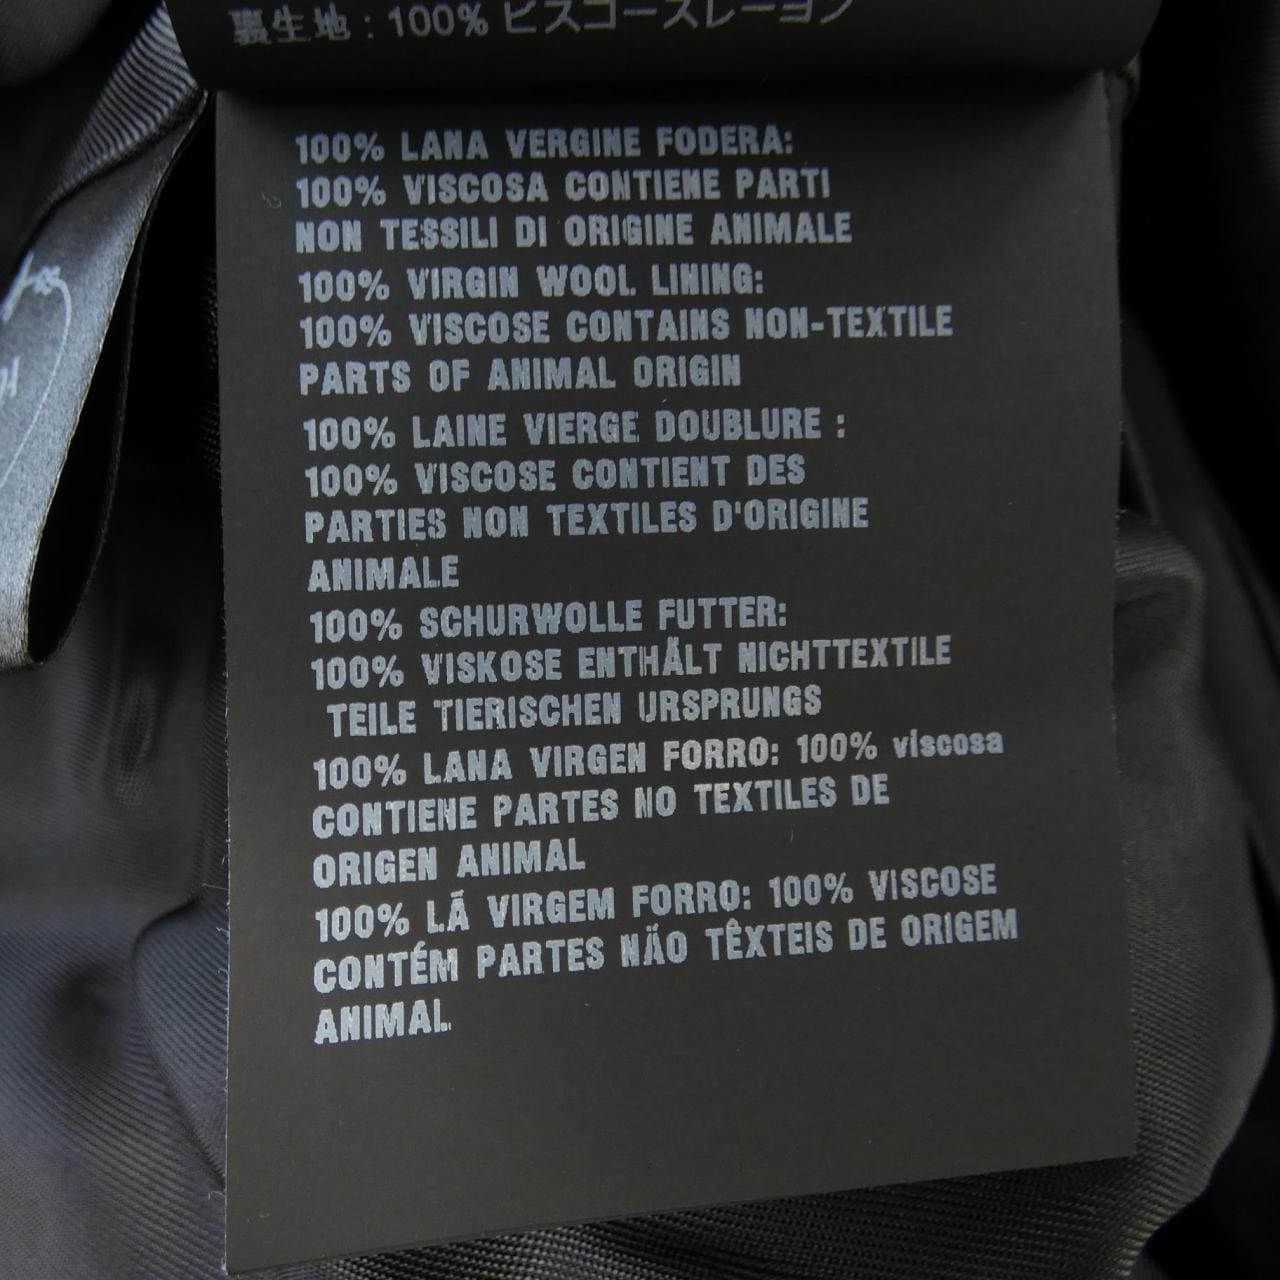 裏生地 : 100% ビスコースレーヨン
100% LANA VERGINE FODERA:
100% VISCOSA CONTIENE PARTI
NON TESSILI DI ORIGINE ANIMALE
100% VIRGIN WOOL LINING:
100% VISCOSE CONTAINS NON-TEXTILE
PARTS OF ANIMAL ORIGIN
100% LAINE VIERGE DOUBLURE :
100% VISCOSE CONTIENT DES
PARTIES NON TEXTILES D'ORIGINE
ANIMALE
100% SCHURWOLLE FUTTER:
100% VISKOSE ENTHÄLT NICHTTEXTILE
TEILE TIERISCHEN URSPRUNGS
100% LANA VIRGEN FORRO: 100% viscosa
CONTIENE PARTES NO TEXTILES DE
ORIGEN ANIMAL
100% LÃ VIRGEM FORRO: 100% VISCOSE
CONTÉM PARTES NÃO TÊXTEIS DE ORIGEM
ANIMAL